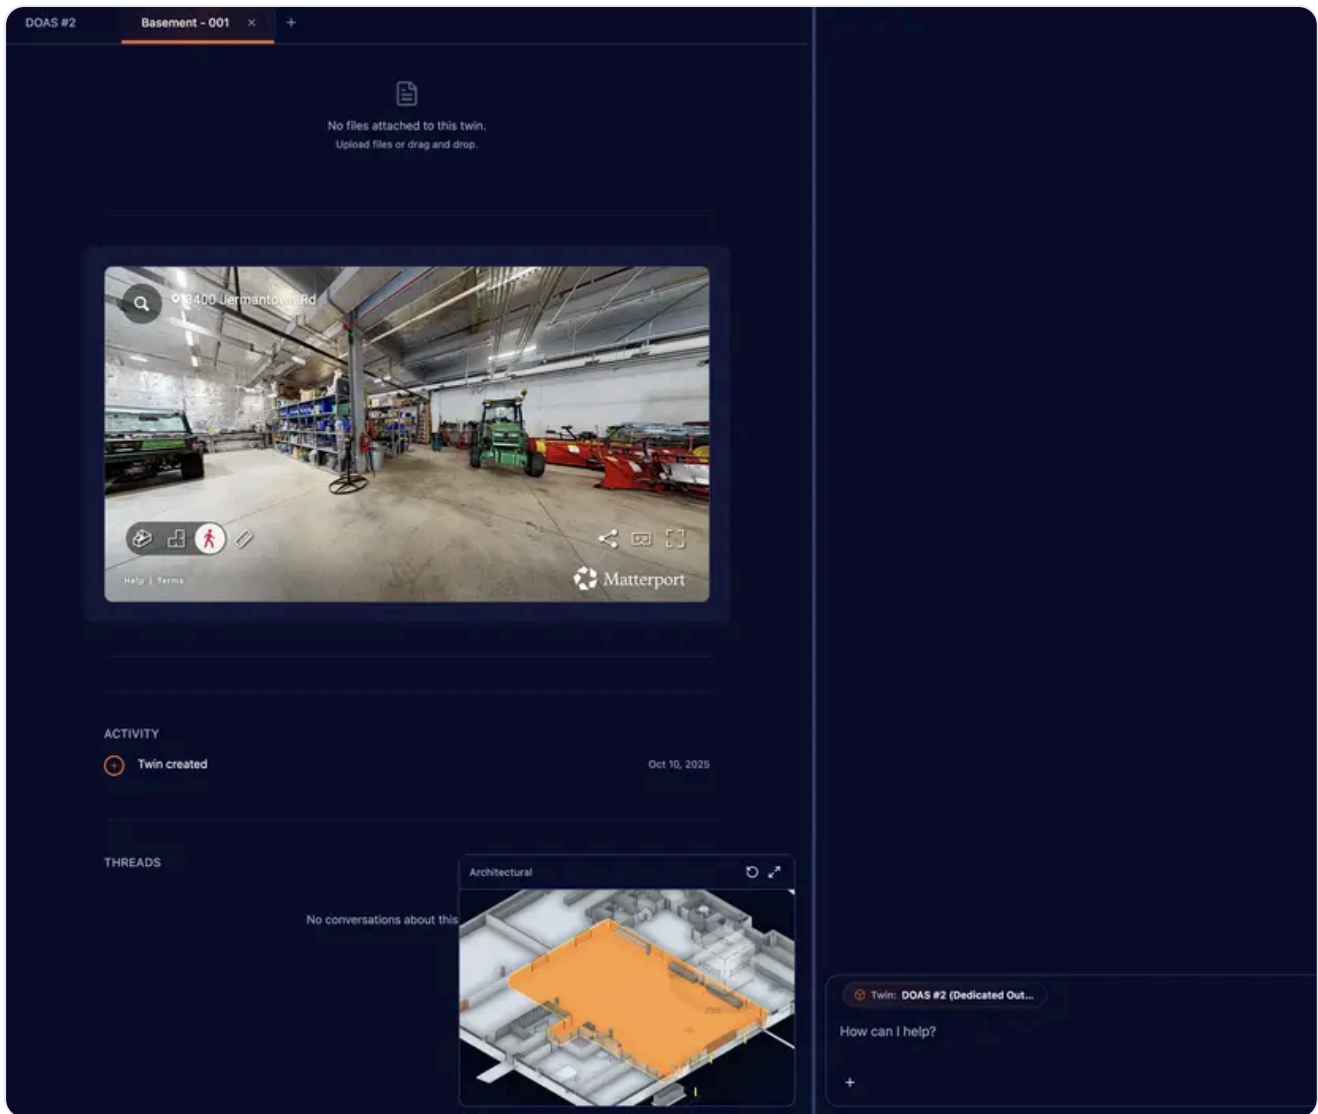 DOAS #2
Basement - 001
No files attached to this twin.
Upload files or drag and drop.
3400 Jermantown Rd
Help | Terms
Matterport
ACTIVITY
Twin created
Oct 10, 2025
THREADS
No conversations about this
Architectural
Twin: DOAS #2 (Dedicated Out...
How can I help?